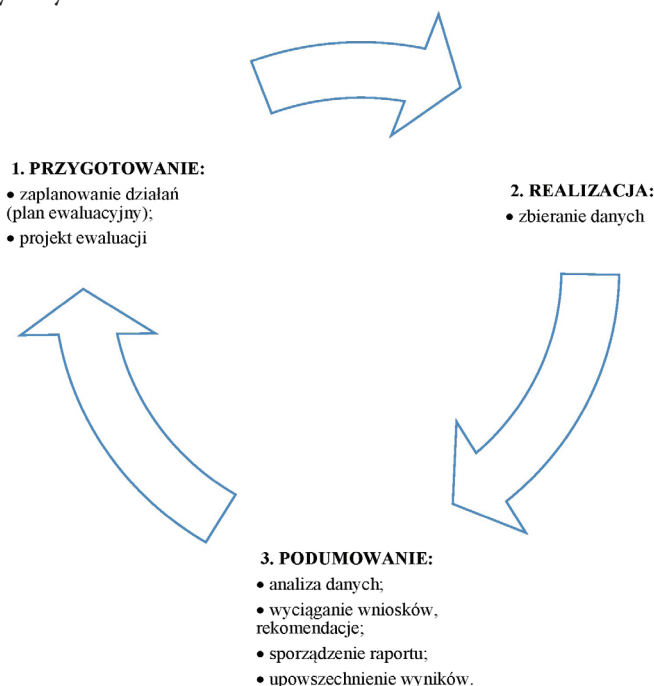 1. PRZYGOTOWANIE:
• zaplanowanie działań
(plan ewaluacyjny);
• projekt ewaluacji
2. REALIZACJA:
• zbieranie danych
3. PODUMOWANIE:
• analiza danych;
• wyciąganie wniosków,
rekomendacje;
• sporządzenie raportu;
• upowszechnienie wyników.